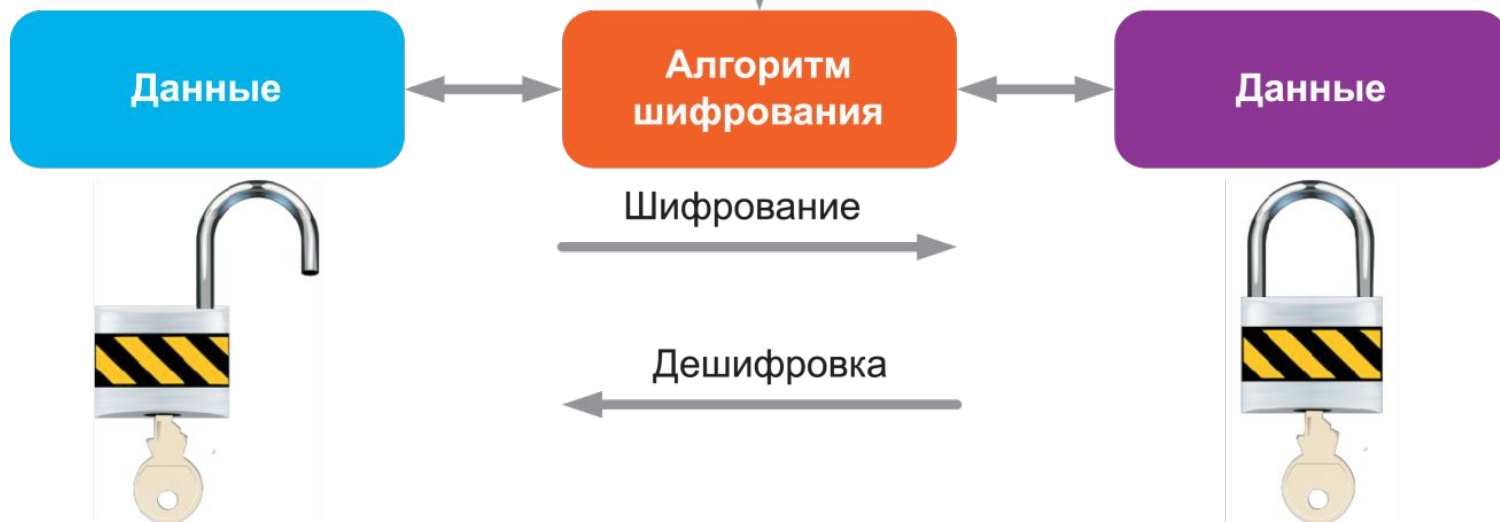 Данные
Алгоритм
шифрования
Данные
Шифрование
Дешифровка